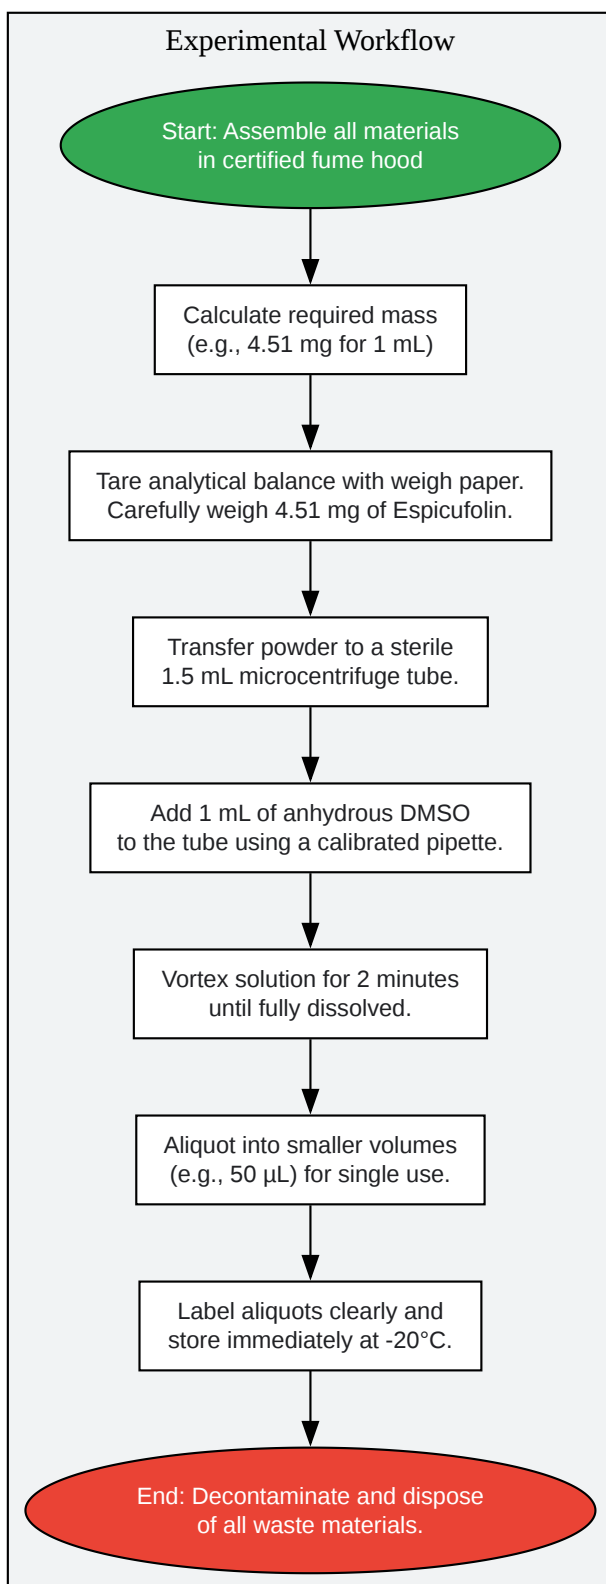 Experimental Workflow
Start: Assemble all materials
in certified fume hood
Calculate required mass
(e.g., 4.51 mg for 1 mL)
Tare analytical balance with weigh paper.
Carefully weigh 4.51 mg of Espicufolin.
Transfer powder to a sterile
1.5 mL microcentrifuge tube.
Add 1 mL of anhydrous DMSO
to the tube using a calibrated pipette.
Vortex solution for 2 minutes
until fully dissolved.
Aliquot into smaller volumes
(e.g., 50 µL) for single use.
Label aliquots clearly and
store immediately at -20°C.
End: Decontaminate and dispose
of all waste materials.